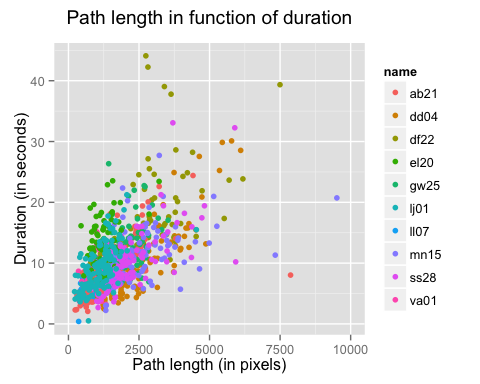 Path length in function of duration
Duration (in seconds)
40
30
20
10
0
0 2500 5000 7500 10000
Path length (in pixels)
name
ab21
dd04
df22
el20
gw25
lj01
ll07
mn15
ss28
va01